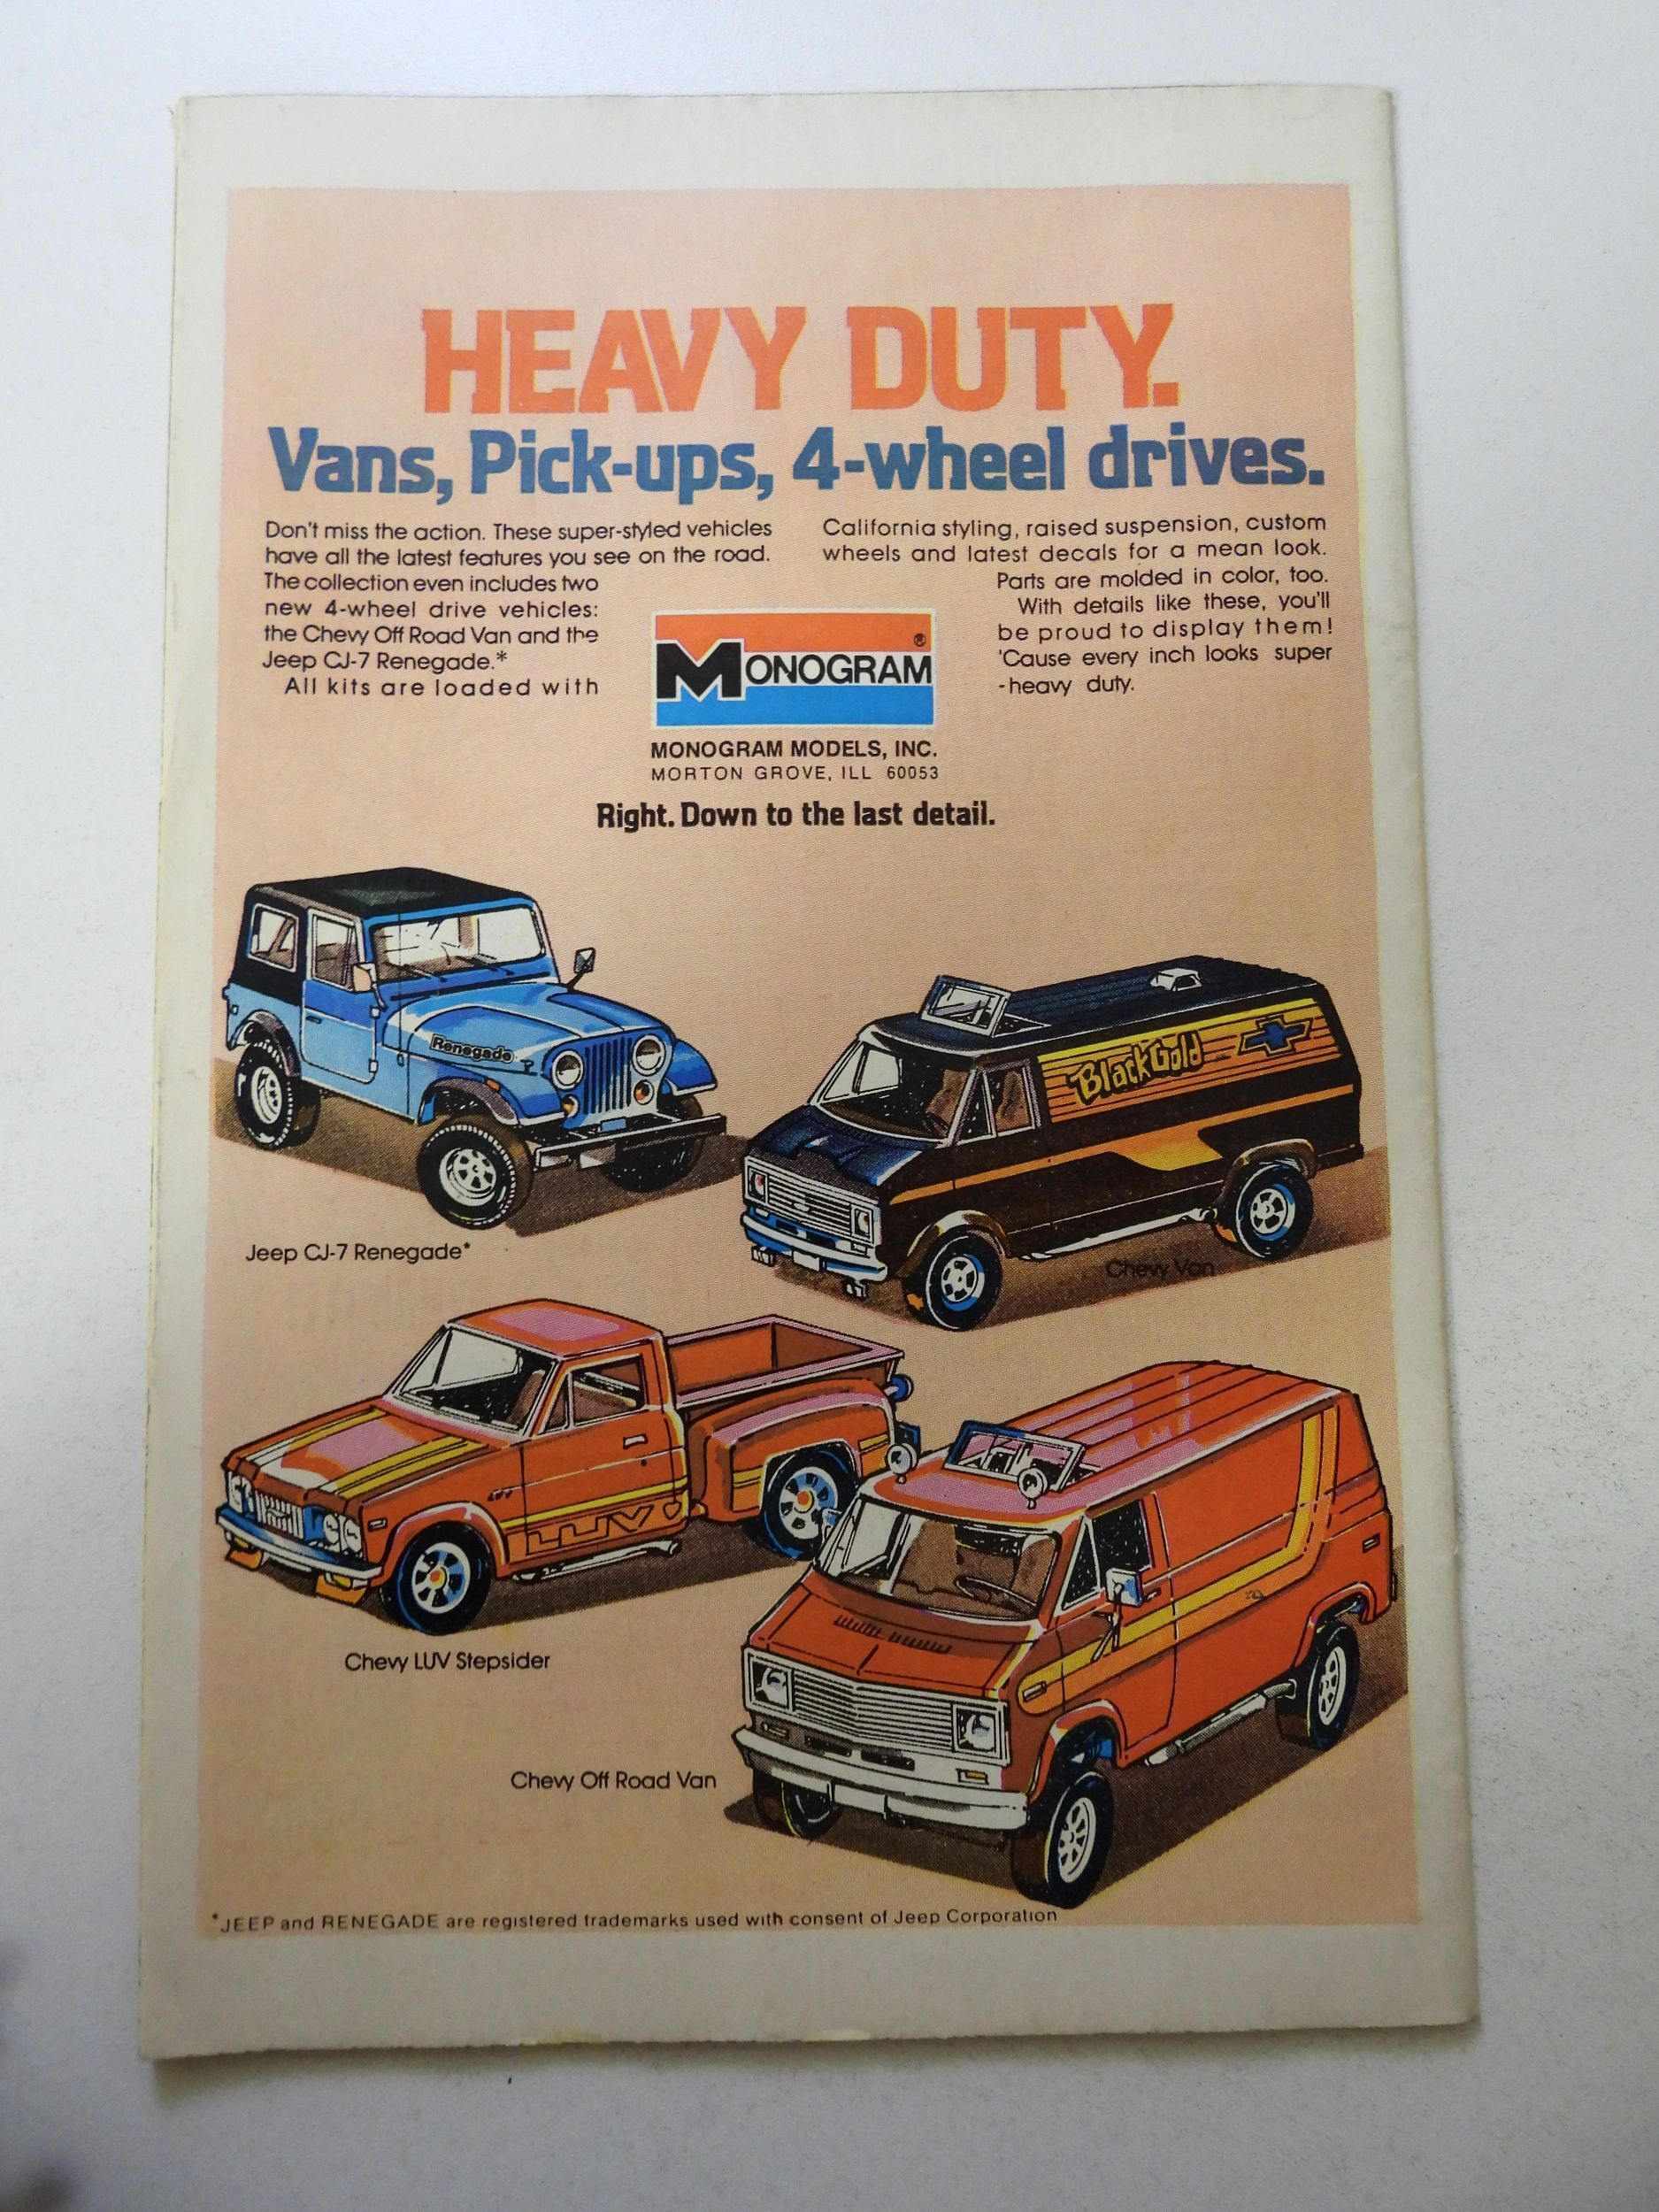 HEAVY DUTY.
Vans, Pick-ups, 4-wheel drives.
Don't miss the action. These super-styled vehicles
have all the latest features you see on the road.
The collection even includes two
new 4-wheel drive vehicles:
the Chevy Off Road Van and the
Jeep CJ-7 Renegade.*
All kits are loaded with
California styling, raised suspension, custom
wheels and latest decals for a mean look.
Parts are molded in color, too.
With details like these, you'll
be proud to display them!
'Cause every inch looks super
-heavy duty.
MONOGRAM®
MONOGRAM MODELS, INC.
MORTON GROVE, ILL 60053
Right. Down to the last detail.
Renegade
Black Gold
Jeep CJ-7 Renegade*
Chevy Van
LUV
LUV
Chevy LUV Stepsider
Chevy Off Road Van
*JEEP and RENEGADE are registered trademarks used with consent of Jeep Corporation